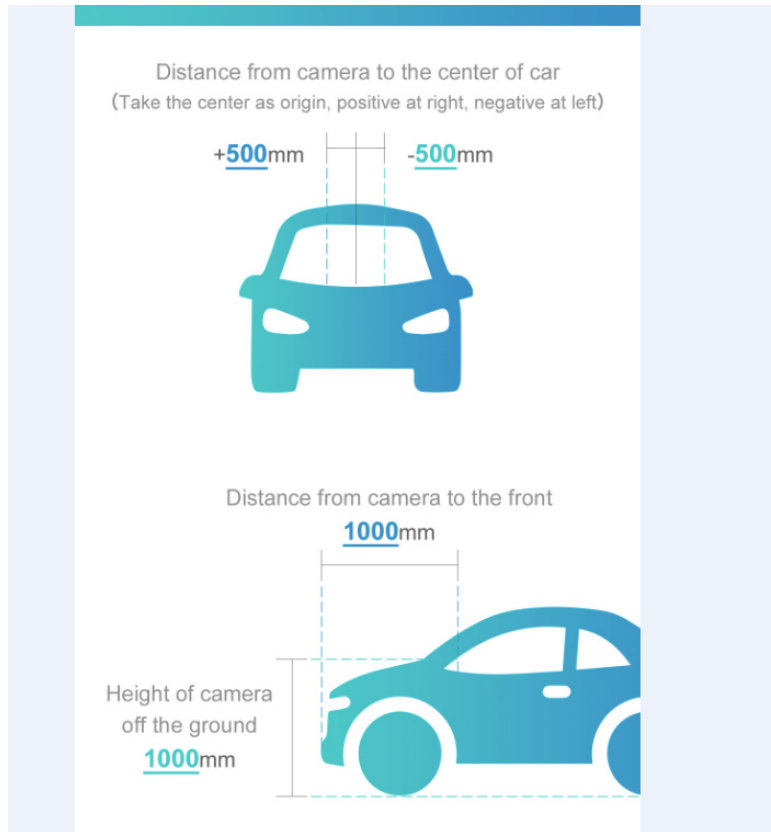 Distance from camera to the center of car
(Take the center as origin, positive at right, negative at left)
+500mm -500mm
Distance from camera to the front
1000mm
Height of camera
off the ground
1000mm